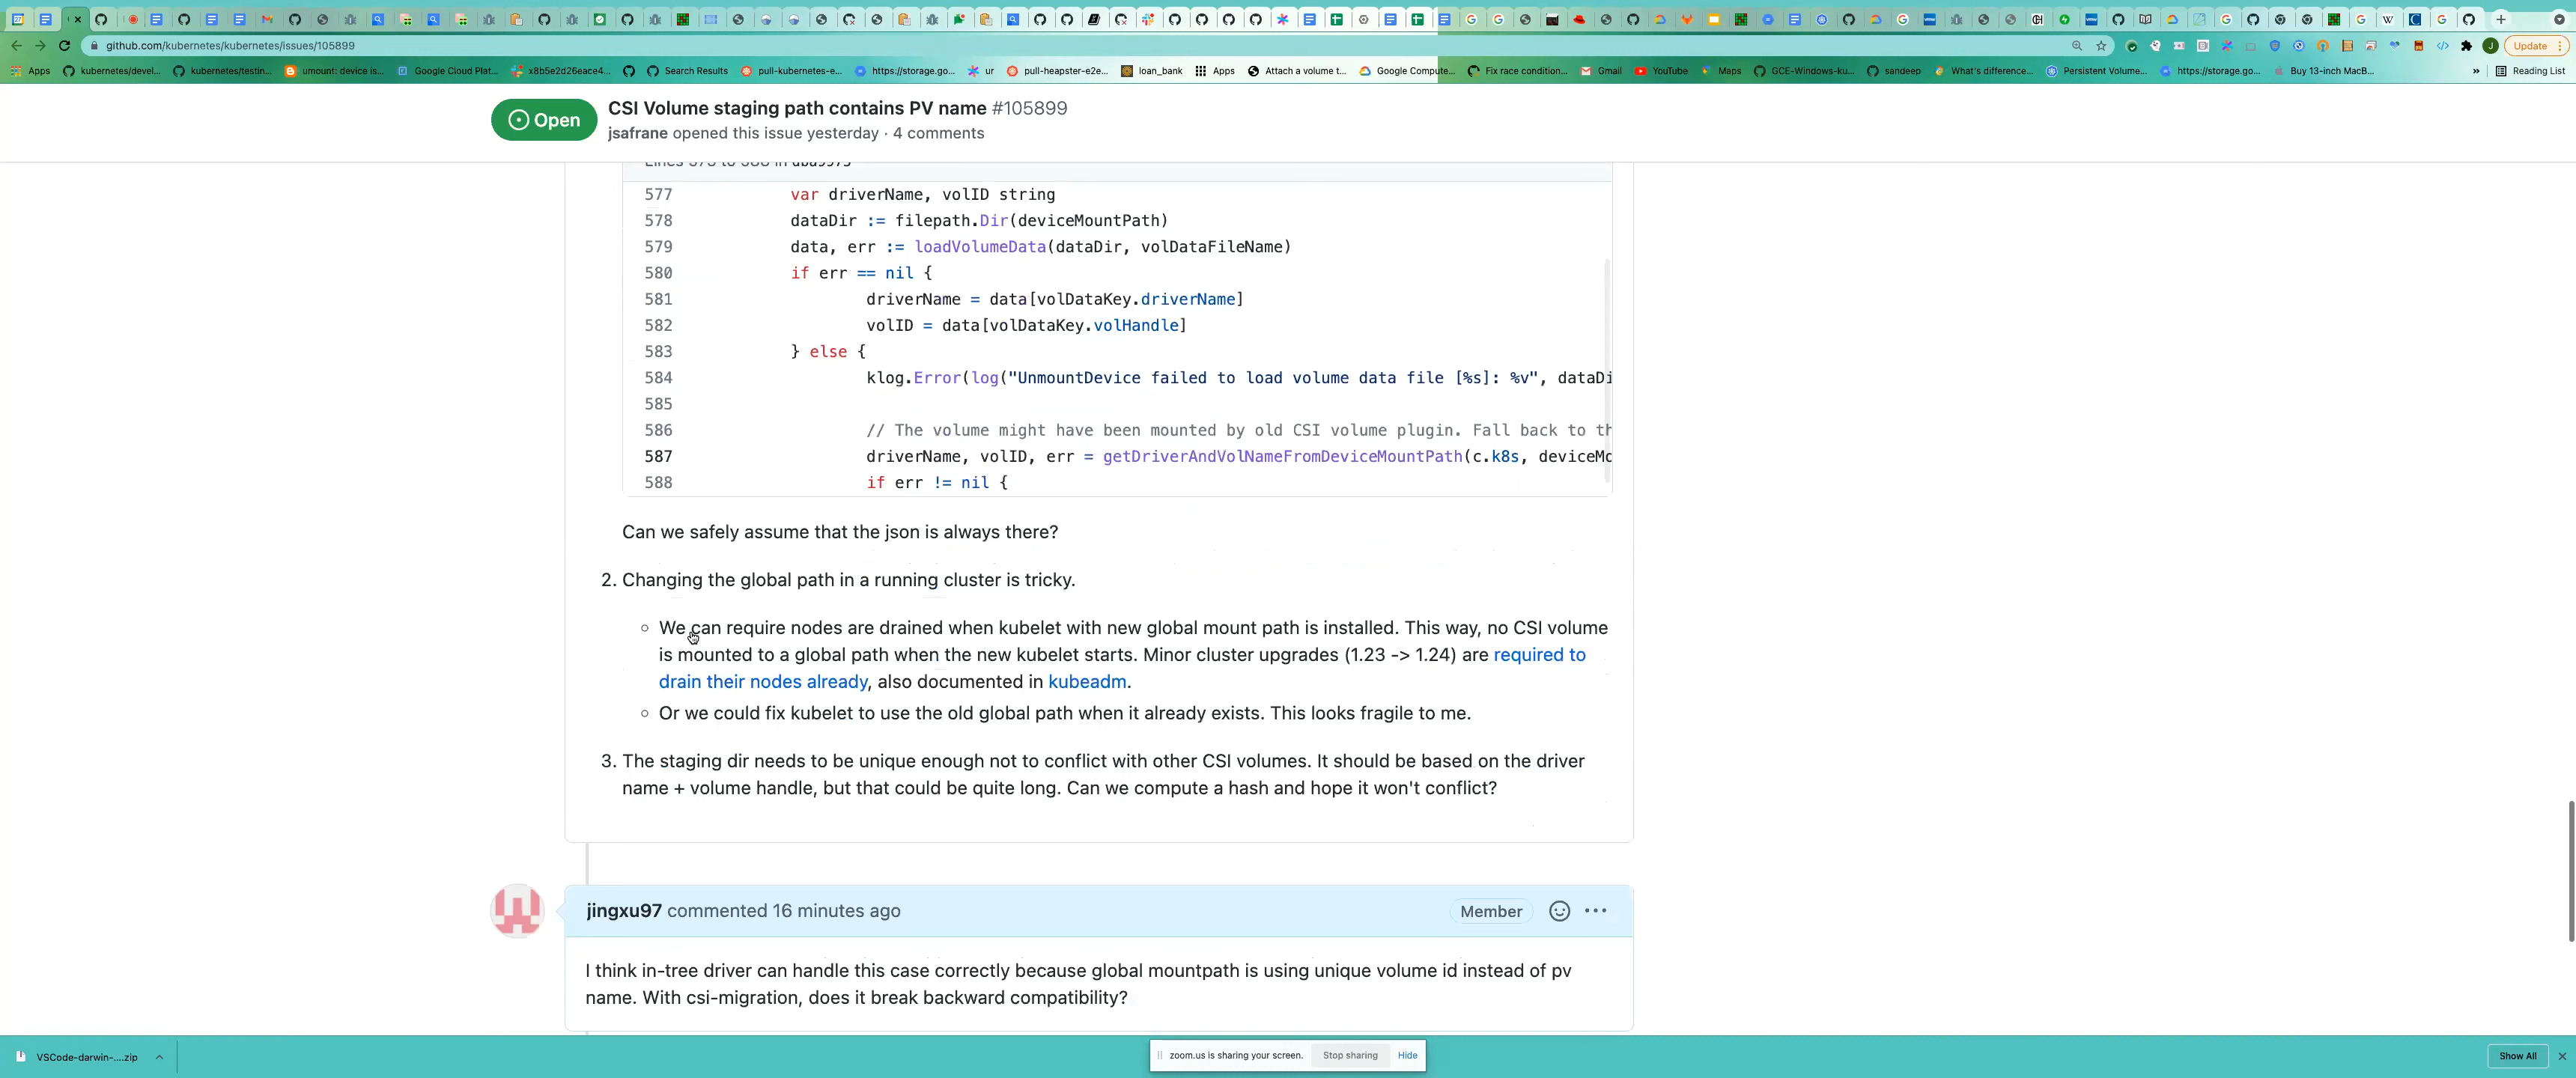 github.com/kubernetes/kubernetes/issues/105899
Update
Apps
kubernetes/devel...
kubernetes/testin...
umount: device is...
Google Cloud Plat...
x8b5e2d26eace4...
Search Results
pull-kubernetes-e...
https://storage.go...
ur
pull-heapster-e2e...
loan_bank
Apps
Attach a volume t...
Google Compute...
Fix race condition...
Gmail
YouTube
Maps
GCE-Windows-ku...
sandeep
What's difference...
Persistent Volume...
https://storage.go...
Buy 13-inch MacB...
»
Reading List
Open
CSI Volume staging path contains PV name #105899
jsafrane opened this issue yesterday · 4 comments
577 var driverName, volID string
578 dataDir := filepath.Dir(deviceMountPath)
579 data, err := loadVolumeData(dataDir, volDataFileName)
580 if err == nil {
581 driverName = data[volDataKey.driverName]
582 volID = data[volDataKey.volHandle]
583 } else {
584 klog.Error(log("UnmountDevice failed to load volume data file [%s]: %v", dataDi
585
586 // The volume might have been mounted by old CSI volume plugin. Fall back to th
587 driverName, volID, err = getDriverAndVolNameFromDeviceMountPath(c.k8s, deviceMo
588 if err != nil {
Can we safely assume that the json is always there?
2. Changing the global path in a running cluster is tricky.
We can require nodes are drained when kubelet with new global mount path is installed. This way, no CSI volume
is mounted to a global path when the new kubelet starts. Minor cluster upgrades (1.23 -> 1.24) are required to
drain their nodes already, also documented in kubeadm.
Or we could fix kubelet to use the old global path when it already exists. This looks fragile to me.
3. The staging dir needs to be unique enough not to conflict with other CSI volumes. It should be based on the driver
name + volume handle, but that could be quite long. Can we compute a hash and hope it won't conflict?
jingxu97 commented 16 minutes ago
Member
I think in-tree driver can handle this case correctly because global mountpath is using unique volume id instead of pv
name. With csi-migration, does it break backward compatibility?
VSCode-darwin-....zip
zoom.us is sharing your screen.
Stop sharing
Hide
Show All